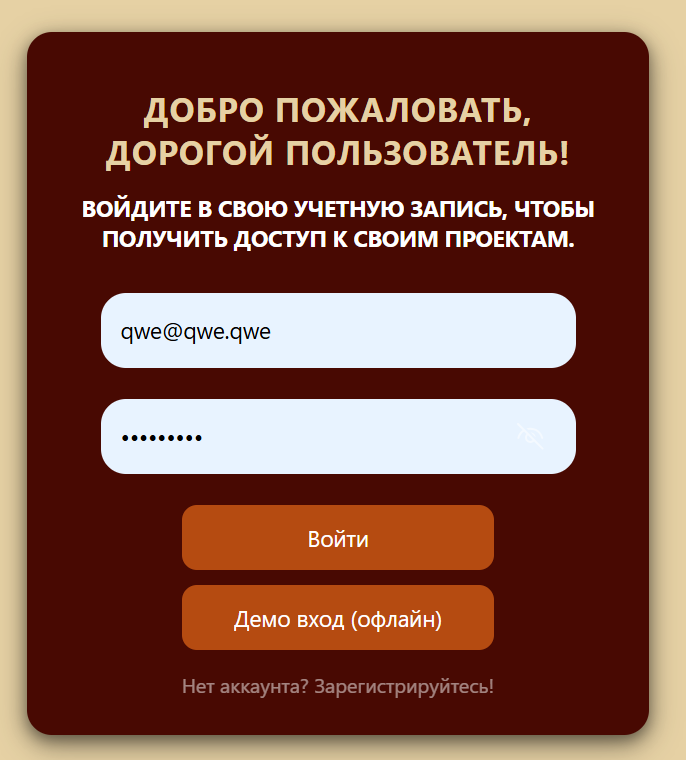 ДОБРО ПОЖАЛОВАТЬ,
ДОРОГОЙ ПОЛЬЗОВАТЕЛЬ!
ВОЙДИТЕ В СВОЮ УЧЕТНУЮ ЗАПИСЬ, ЧТОБЫ
ПОЛУЧИТЬ ДОСТУП К СВОИМ ПРОЕКТАМ.
qwe@qwe.qwe
•••••••••
Войти
Демо вход (офлайн)
Нет аккаунта? Зарегистрируйтесь!